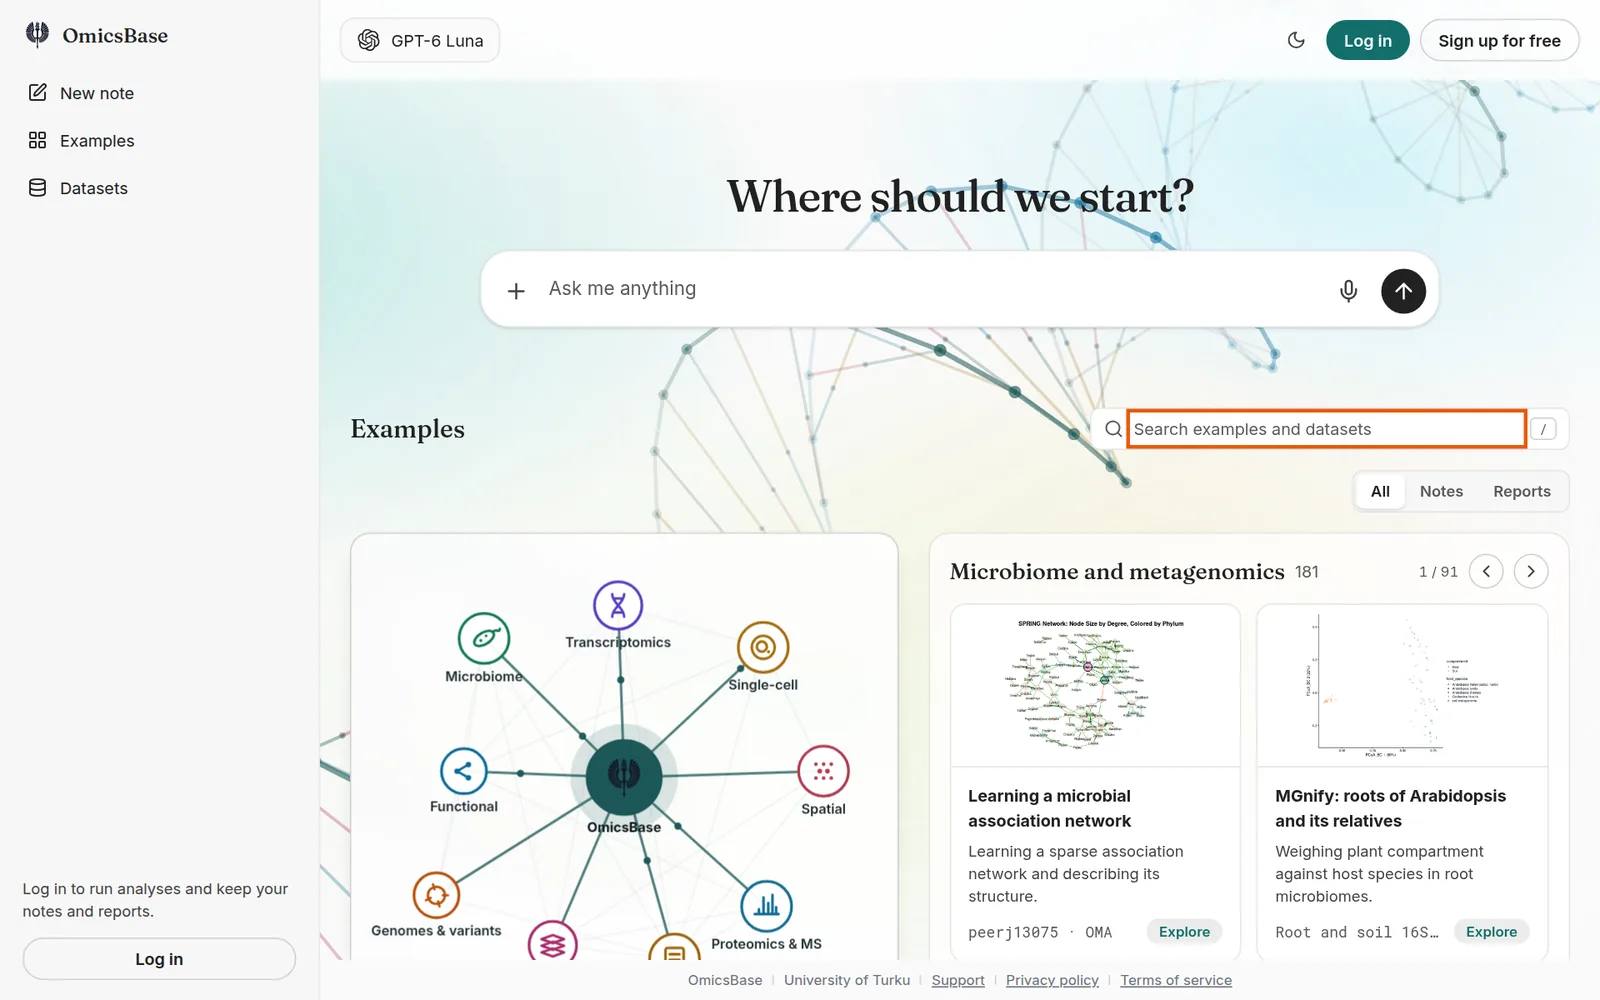 OmicsBase
New note
Examples
Datasets
Log in to run analyses and keep your
notes and reports.
Log in
GPT-6 Luna
Log in
Sign up for free
Where should we start?
Ask me anything
Examples
Search examples and datasets
/
All
Notes
Reports
Microbiome
Transcriptomics
Single-cell
Functional
OmicsBase
Spatial
Genomes & variants
Proteomics & MS
Microbiome and metagenomics 181
1 / 91
SPRING Network: Node Size by Degree, Colored by Phylum
Learning a microbial
association network
Learning a sparse association
network and describing its
structure.
peerj13075 · OMA
Explore
MGnify: roots of Arabidopsis
and its relatives
Weighing plant compartment
against host species in root
microbiomes.
Root and soil 16S…
Explore
OmicsBase
University of Turku
Support
Privacy policy
Terms of service